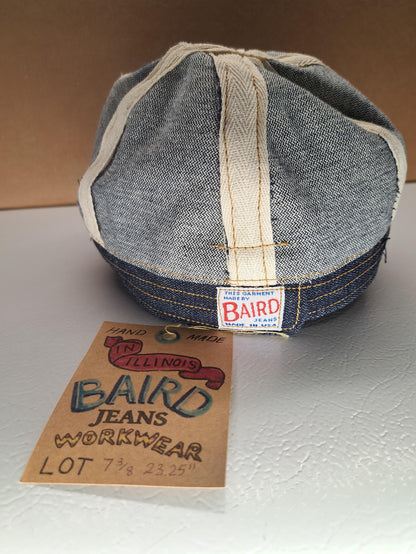 THIS GARMENT
MADE BY
BAIRD
JEANS
MADE IN U.S.A.
HAND MADE
IN
ILLINOIS
BAIRD
JEANS
WORKWEAR
LOT 7 3/8 23.25"